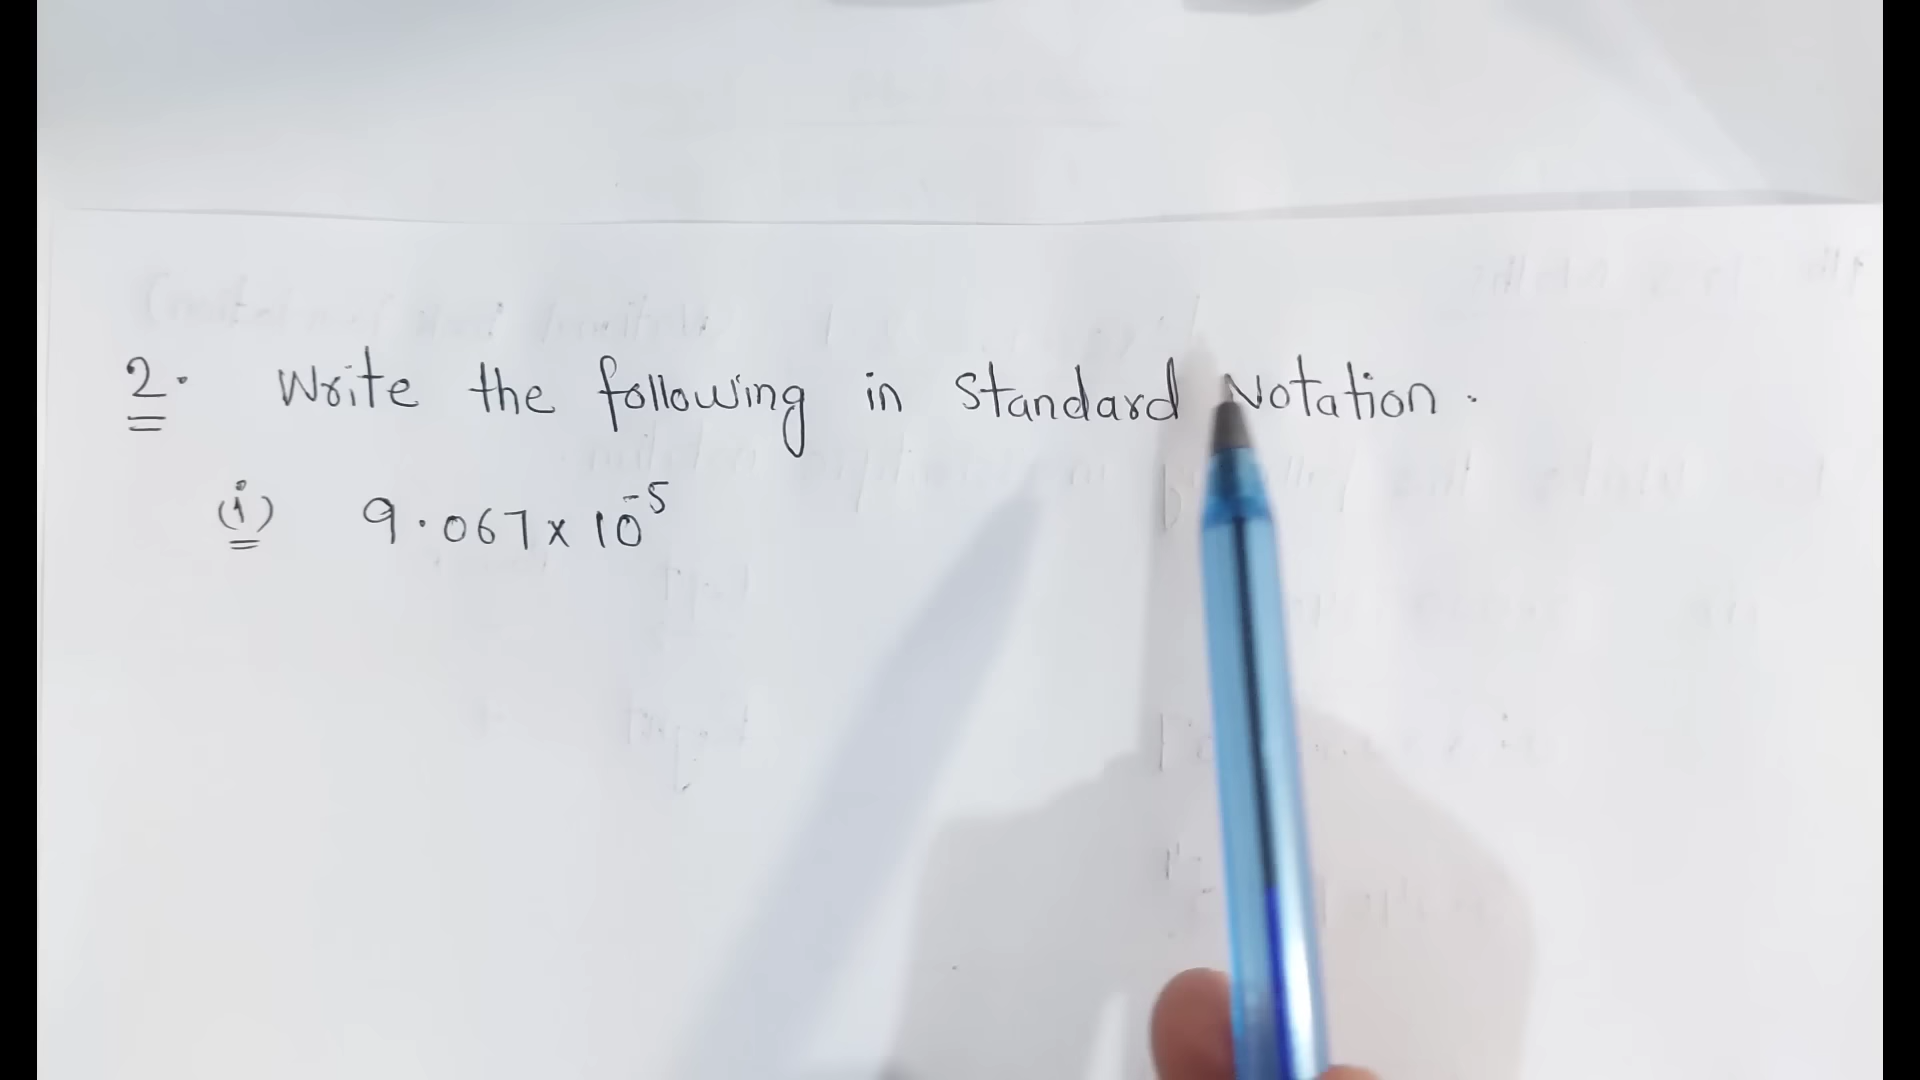 2. Write the following in Standard Notation.
(i) 9.067 x 10⁻⁵